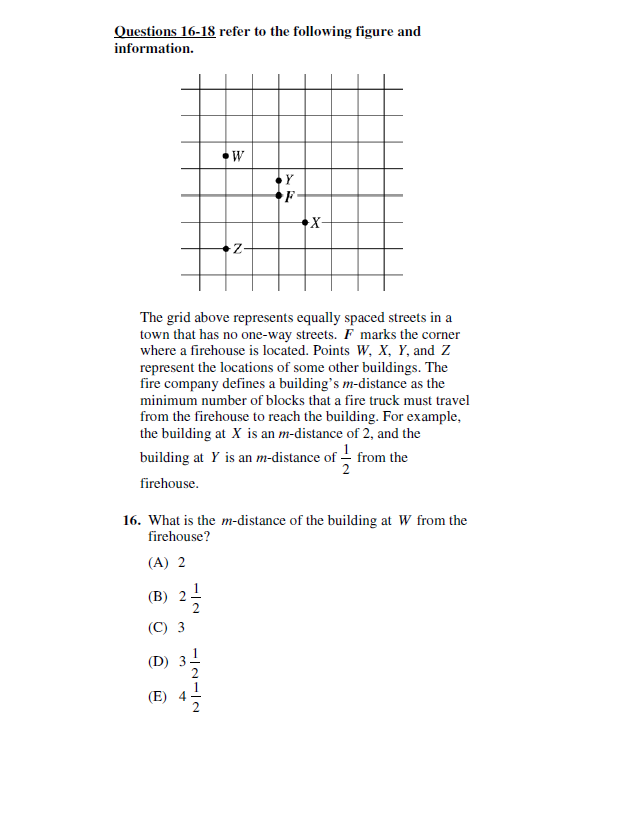 Questions 16-18 refer to the following figure and
information.
W
Y
F
X
Z
The grid above represents equally spaced streets in a
town that has no one-way streets. F marks the corner
where a firehouse is located. Points W, X, Y, and Z
represent the locations of some other buildings. The
fire company defines a building's m-distance as the
minimum number of blocks that a fire truck must travel
from the firehouse to reach the building. For example,
the building at X is an m-distance of 2, and the
building at Y is an m-distance of 1/2 from the
firehouse.
16. What is the m-distance of the building at W from the
firehouse?
(A) 2
(B) 2 1/2
(C) 3
(D) 3 1/2
(E) 4 1/2